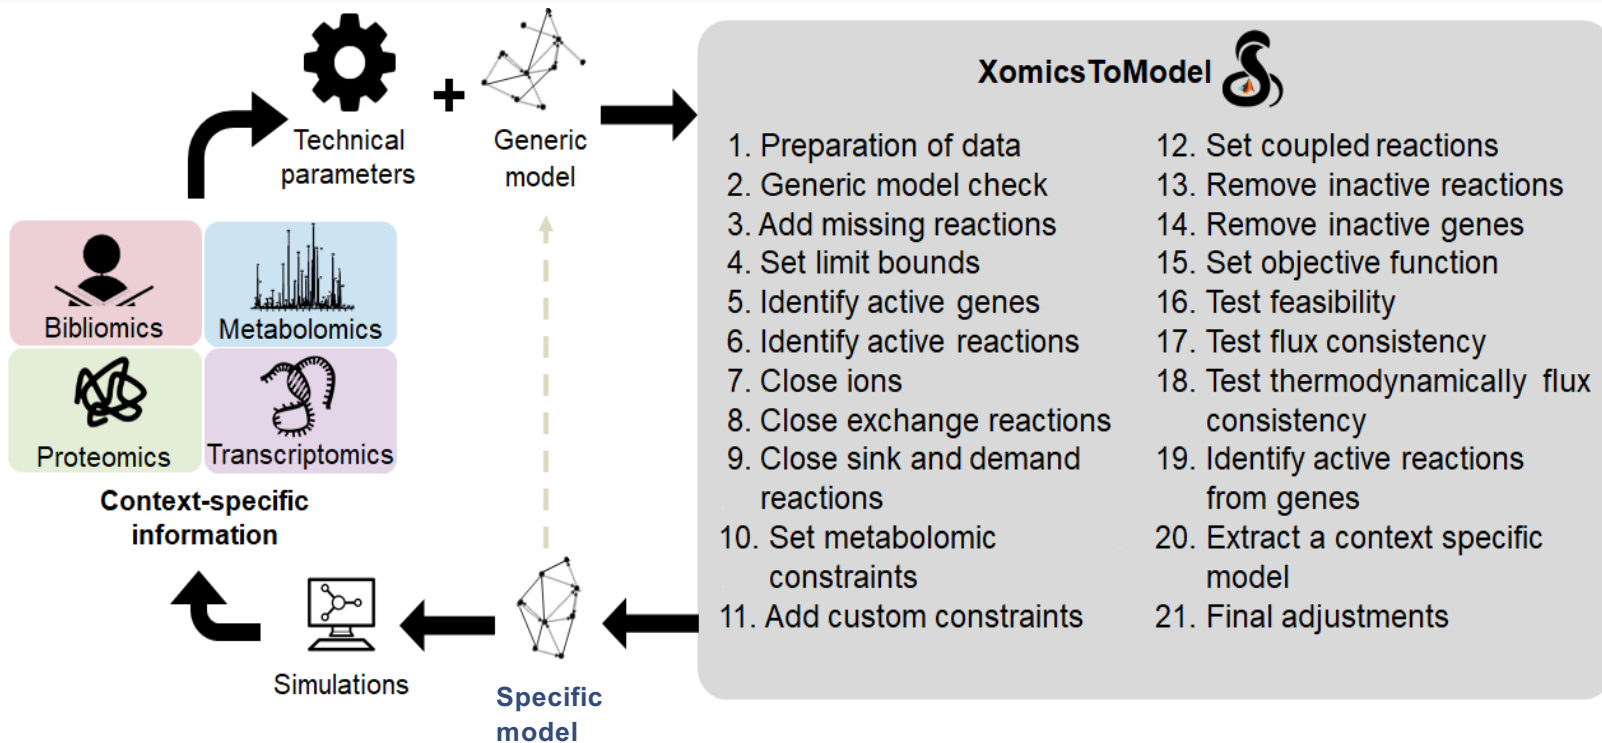 Technical
parameters
+
Generic
model
Bibliomics
Metabolomics
Proteomics
Transcriptomics
Context-specific
information
Simulations
Specific
model
XomicsToModel
1. Preparation of data
2. Generic model check
3. Add missing reactions
4. Set limit bounds
5. Identify active genes
6. Identify active reactions
7. Close ions
8. Close exchange reactions
9. Close sink and demand
reactions
10. Set metabolomic
constraints
11. Add custom constraints
12. Set coupled reactions
13. Remove inactive reactions
14. Remove inactive genes
15. Set objective function
16. Test feasibility
17. Test flux consistency
18. Test thermodynamically flux
consistency
19. Identify active reactions
from genes
20. Extract a context specific
model
21. Final adjustments